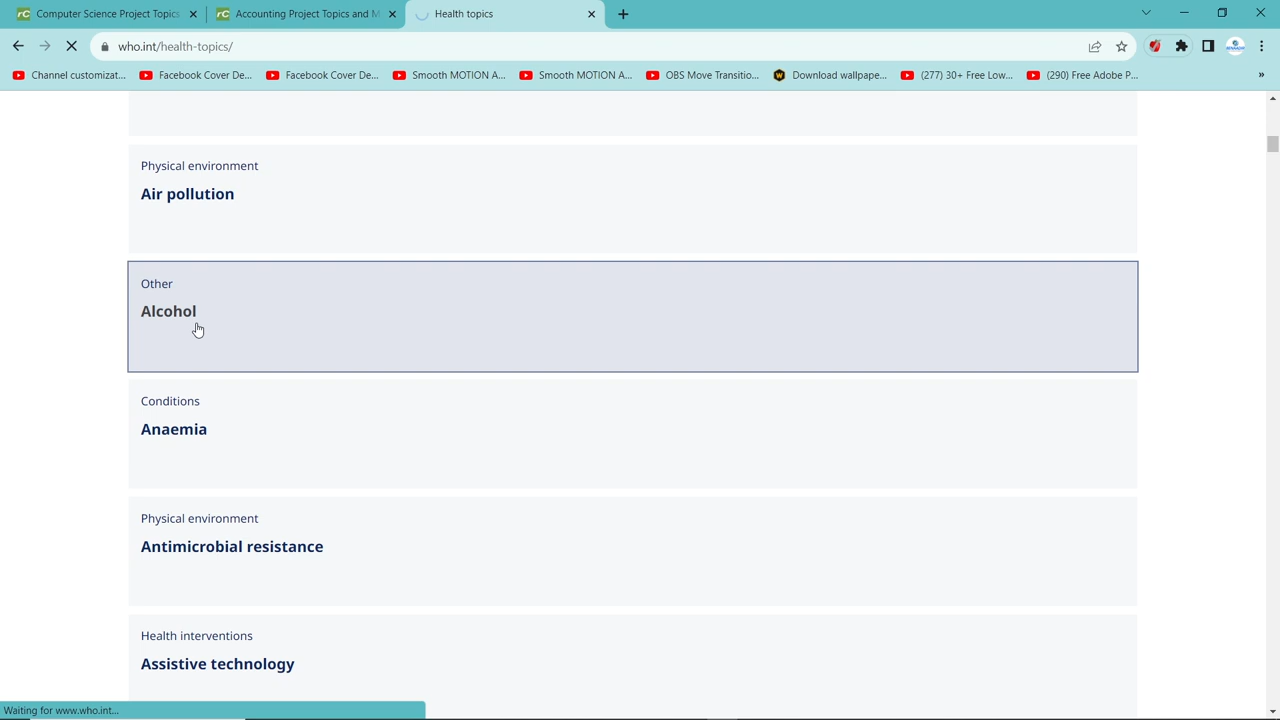 Computer Science Project Topics
Accounting Project Topics and M
Health topics
who.int/health-topics/
Channel customizat...
Facebook Cover De...
Facebook Cover De...
Smooth MOTION A...
Smooth MOTION A...
OBS Move Transitio...
Download wallpape...
(277) 30+ Free Low...
(290) Free Adobe P...
»
Physical environment
Air pollution
Other
Alcohol
Conditions
Anaemia
Physical environment
Antimicrobial resistance
Health interventions
Assistive technology
Waiting for www.who.int...